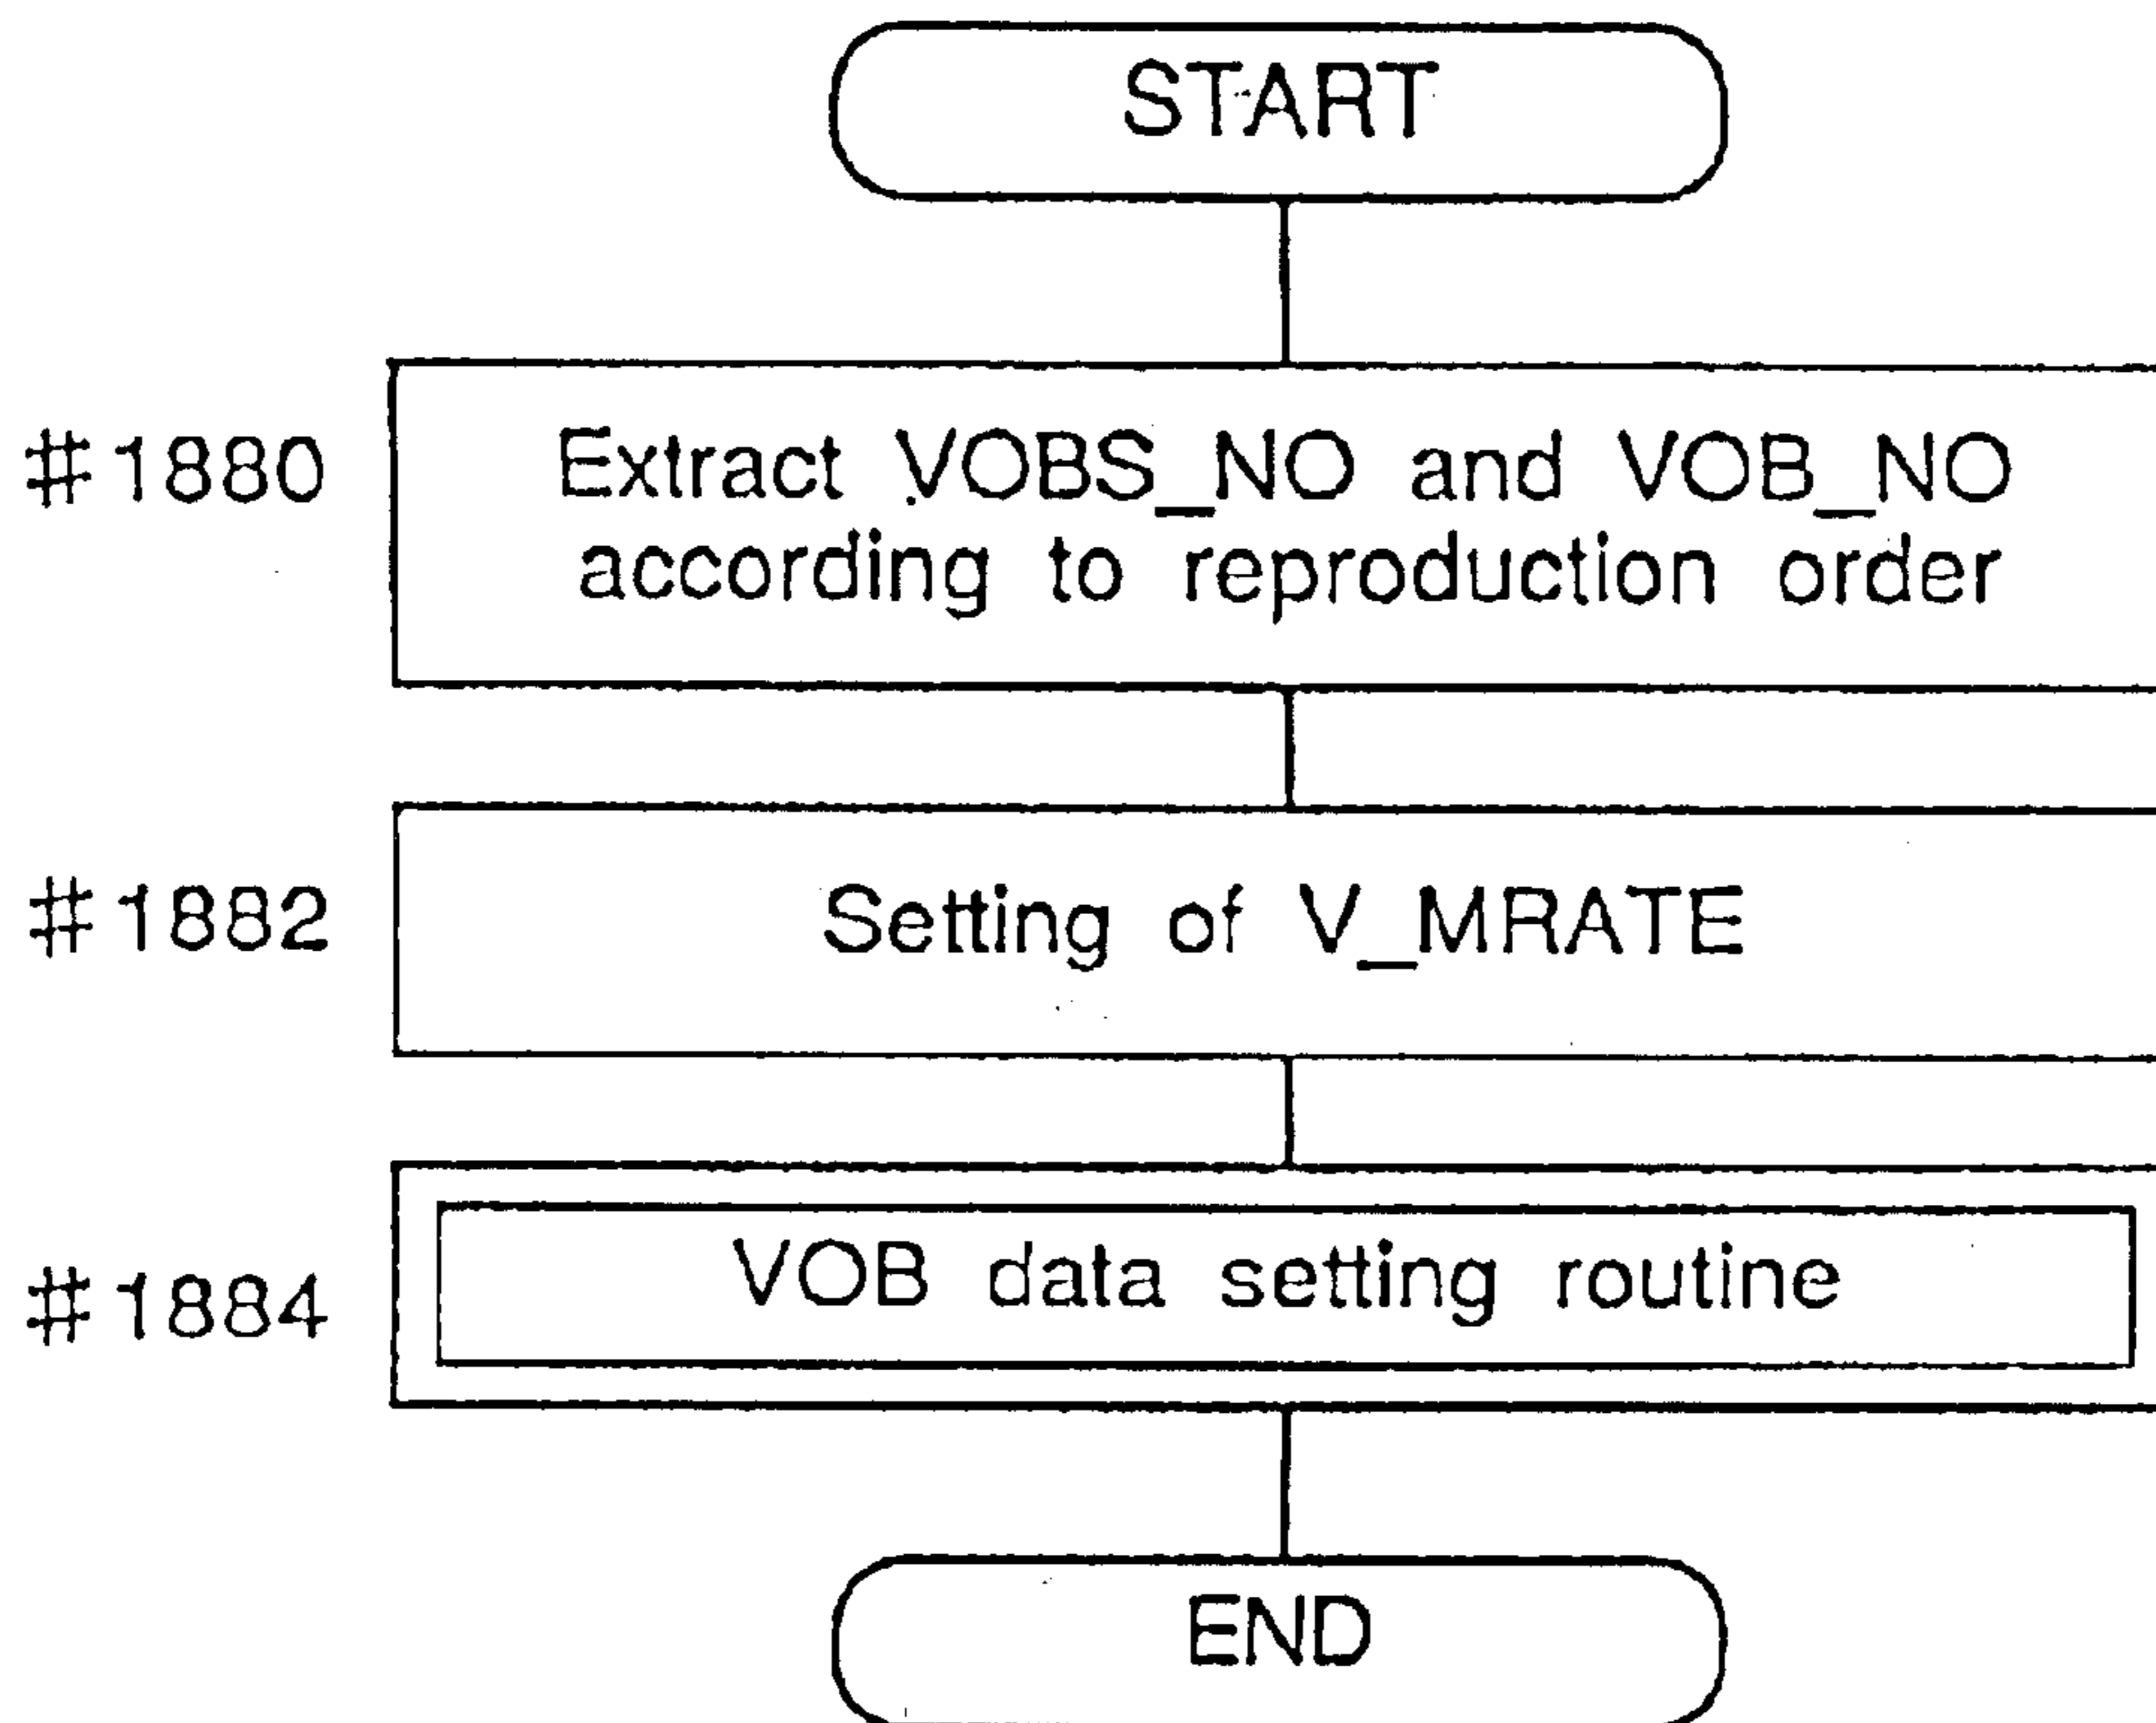 START
#1880
Extract VOBS_NO and VOB_NO
according to reproduction order
#1882
Setting of V_MRATE
#1884
VOB data setting routine
END